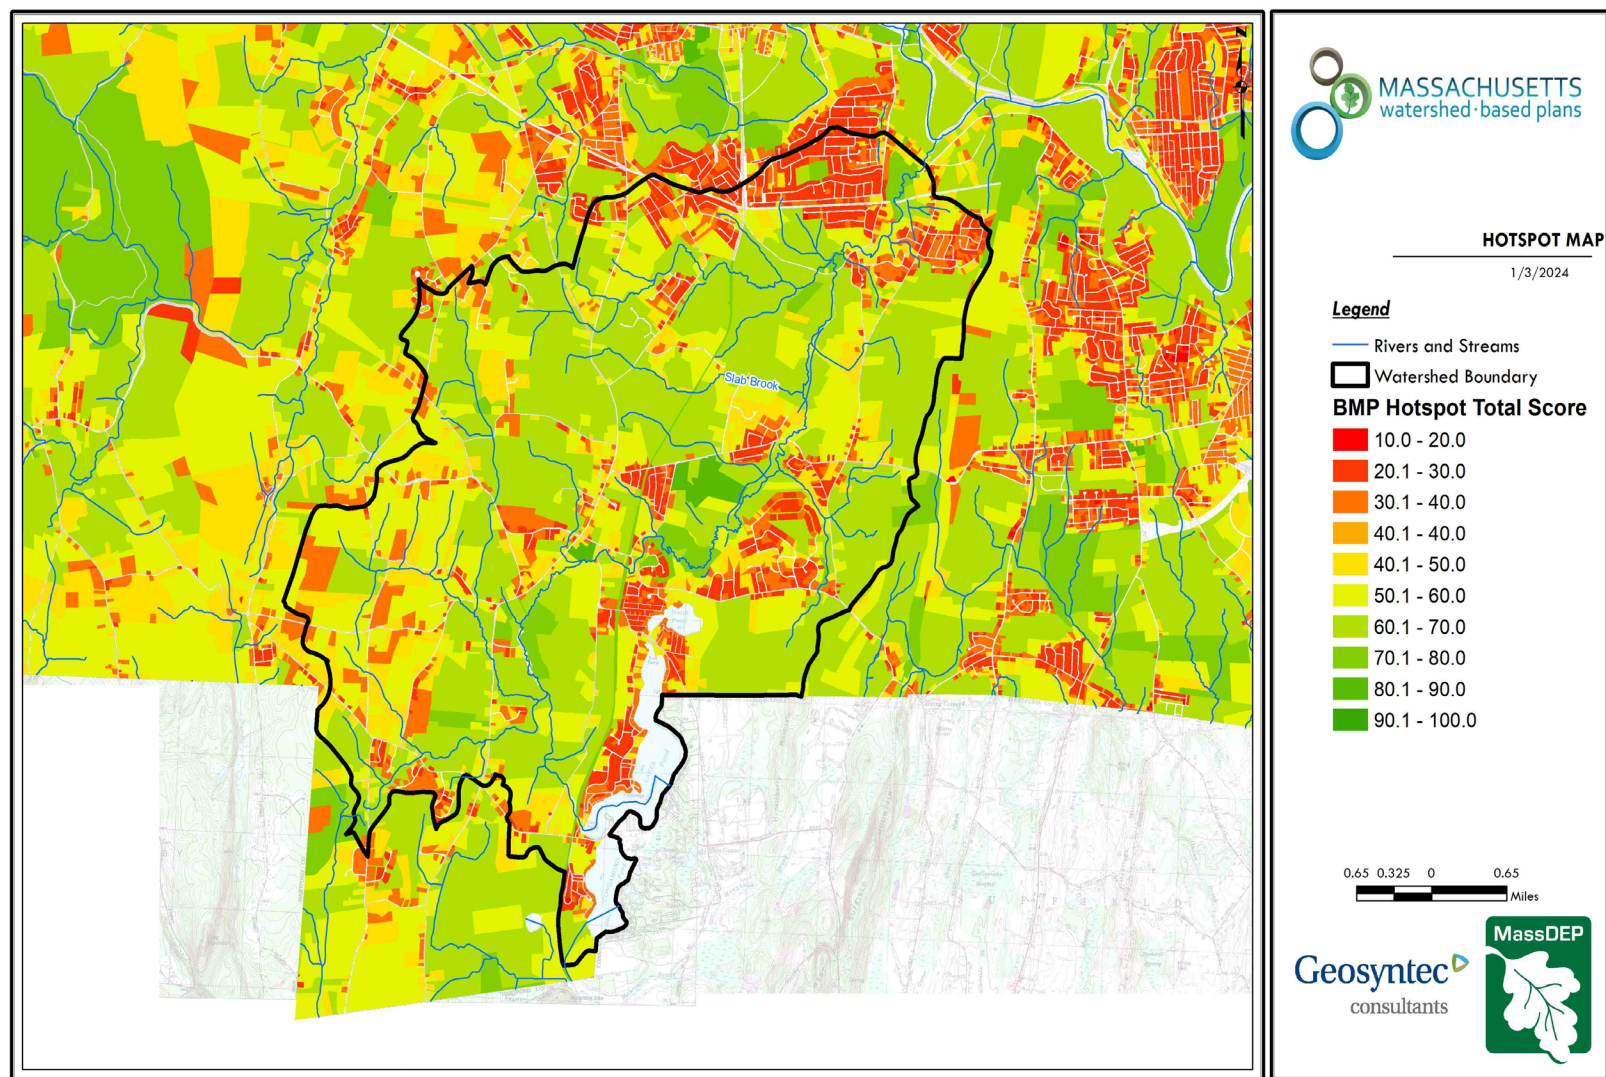 Slab Brook
N
MASSACHUSETTS
watershed·based plans
HOTSPOT MAP
1/3/2024
Legend
Rivers and Streams
Watershed Boundary
BMP Hotspot Total Score
10.0 - 20.0
20.1 - 30.0
30.1 - 40.0
40.1 - 40.0
40.1 - 50.0
50.1 - 60.0
60.1 - 70.0
70.1 - 80.0
80.1 - 90.0
90.1 - 100.0
0.65 0.325 0 0.65
Miles
Geosyntec
consultants
MassDEP